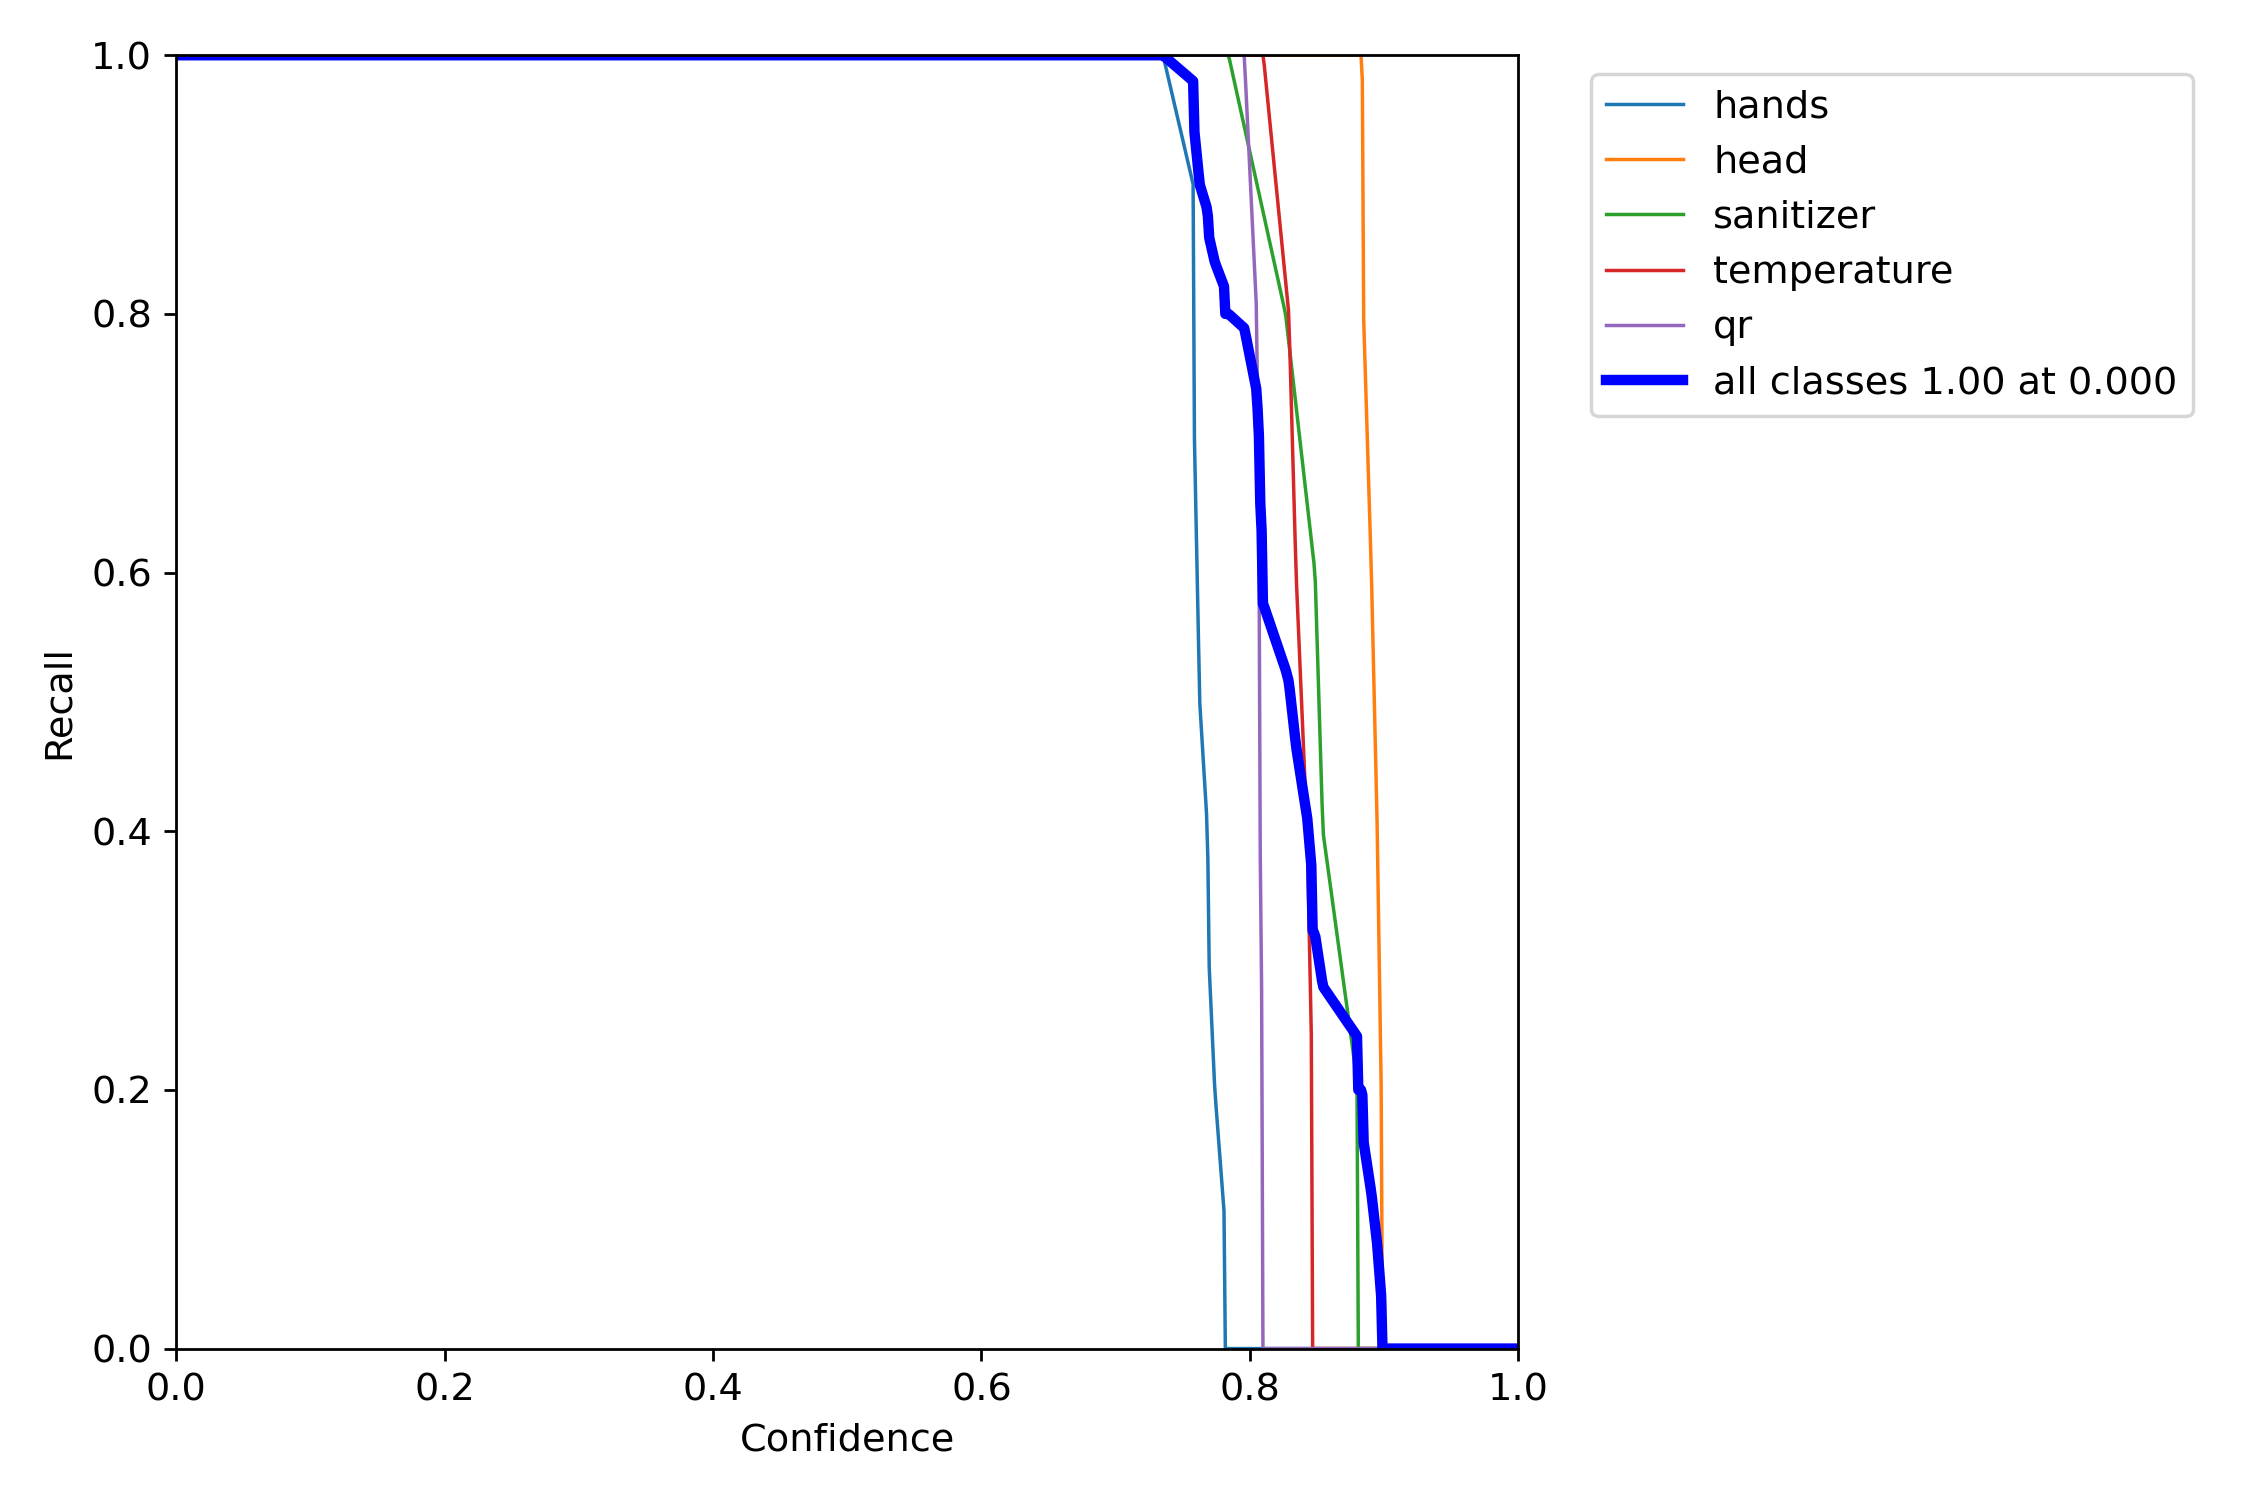 1.0
0.8
0.6
0.4
0.2
0.0
Recall
0.0 0.2 0.4 0.6 0.8 1.0
Confidence
hands
head
sanitizer
temperature
qr
all classes 1.00 at 0.000